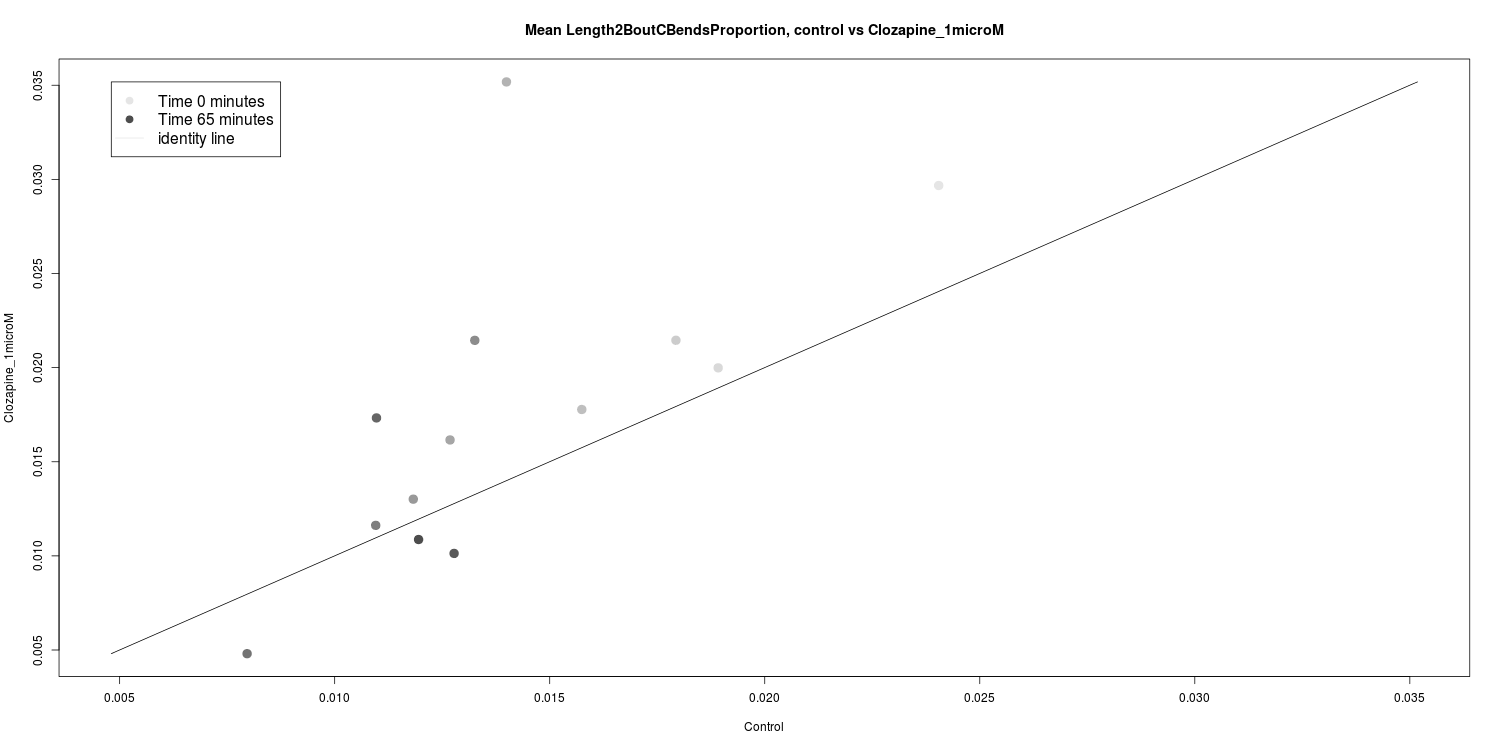 Mean Length2BoutCBendsProportion, control vs Clozapine_1microM
Time 0 minutes
Time 65 minutes
identity line
Clozapine_1microM
0.035
0.030
0.025
0.020
0.015
0.010
0.005
0.005 0.010 0.015 0.020 0.025 0.030 0.035
Control